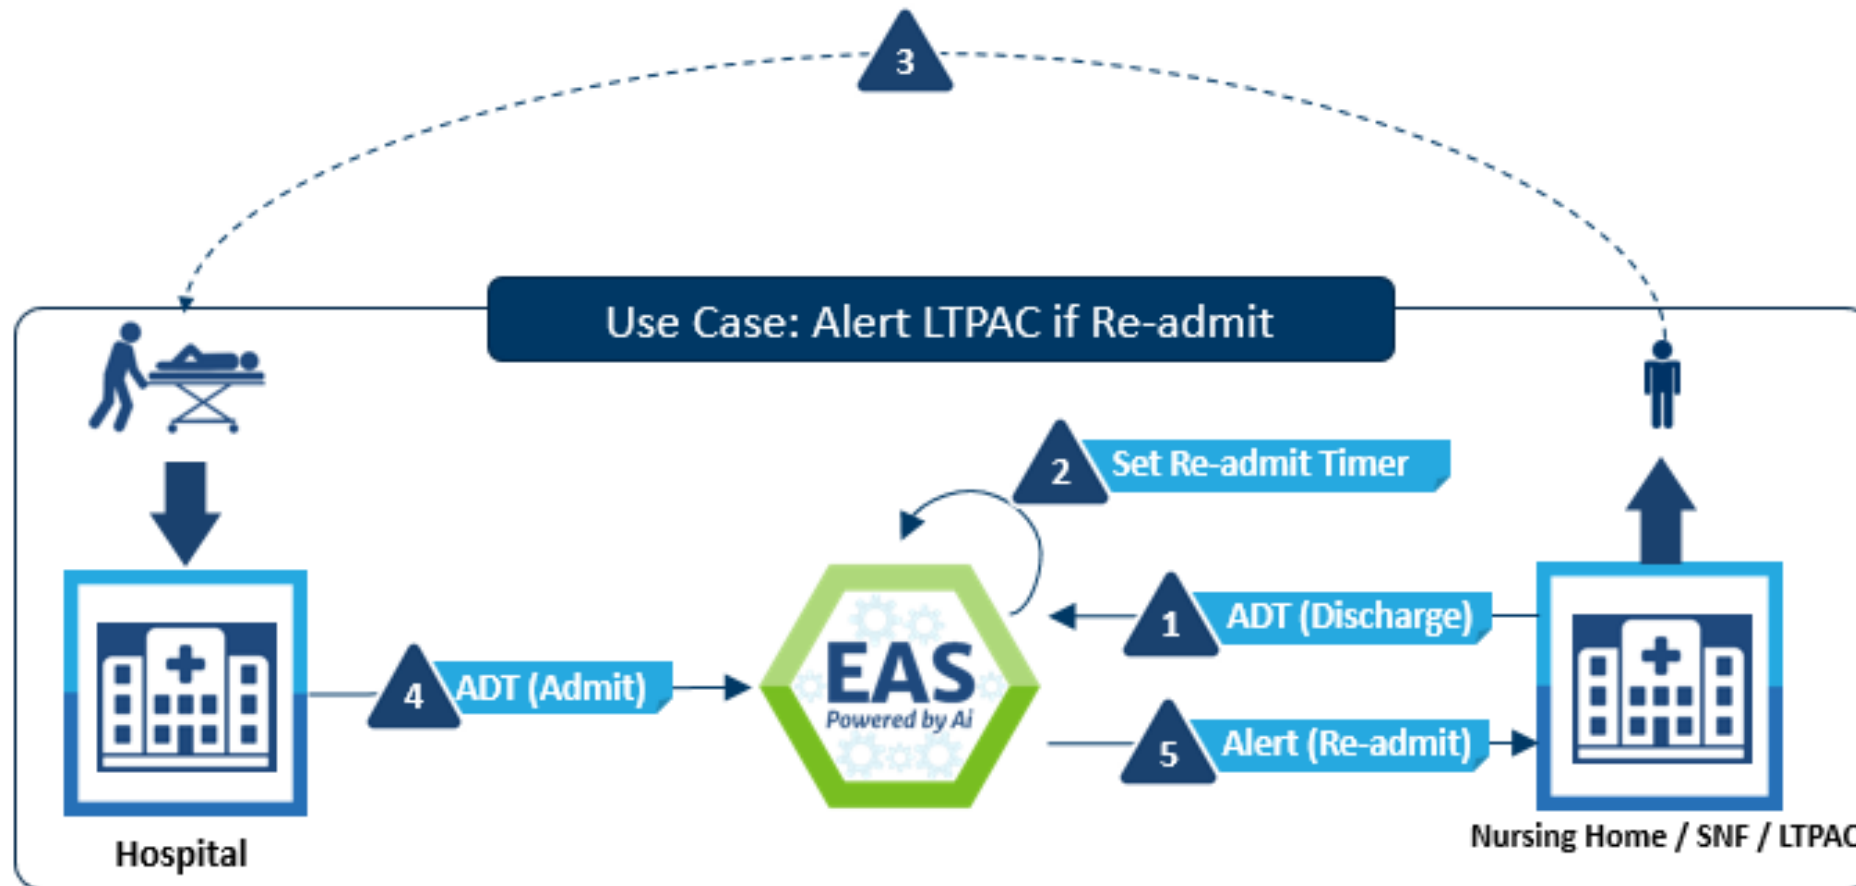 3
Use Case: Alert LTPAC if Re-admit
2
Set Re-admit Timer
1
ADT (Discharge)
4
ADT (Admit)
EAS
Powered by Ai
5
Alert (Re-admit)
Hospital
Nursing Home / SNF / LTPAC